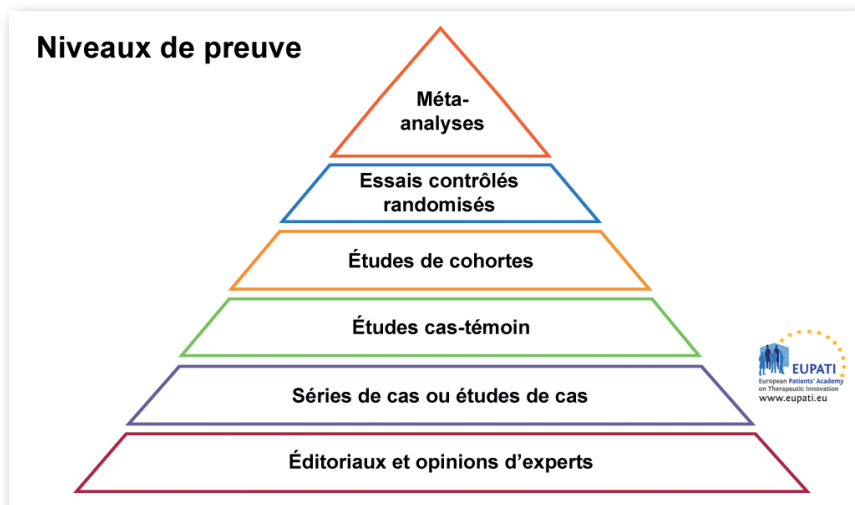 Niveaux de preuve
Méta-
analyses
Essais contrôlés
randomisés
Études de cohortes
Études cas-témoin
Séries de cas ou études de cas
Éditoriaux et opinions d’experts
EUPATI
European Patients’ Academy
on Therapeutic Innovation
www.eupati.eu